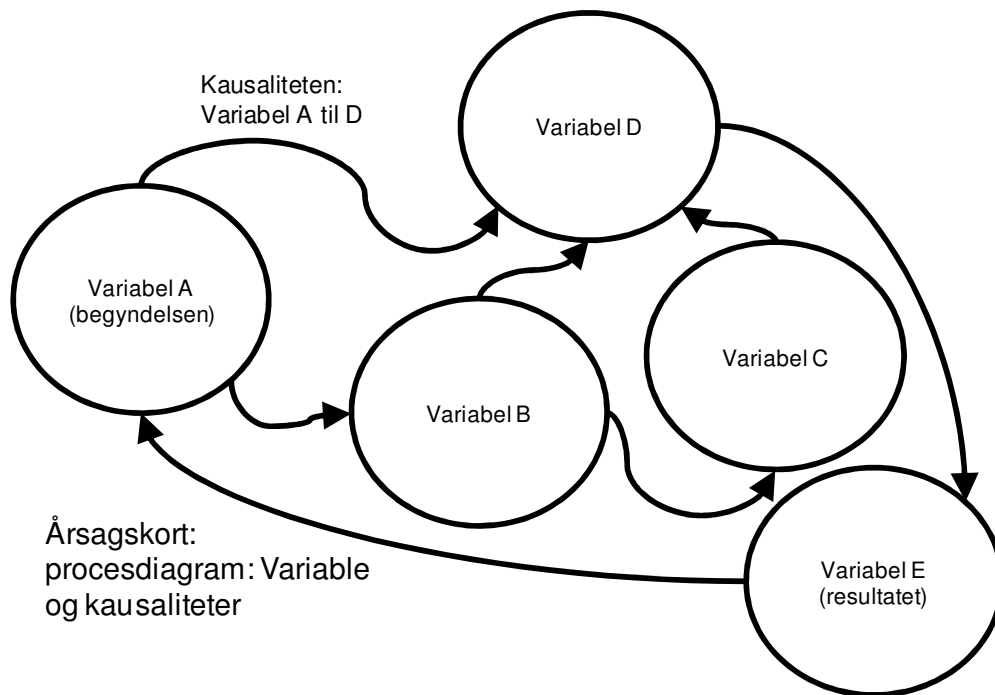 Kausaliteten:
Variabel A til D
Variabel D
Variabel A
(begyndelsen)
Variabel C
Variabel B
Årsagskort:
procesdiagram: Variable
og kausaliteter
Variabel E
(resultatet)